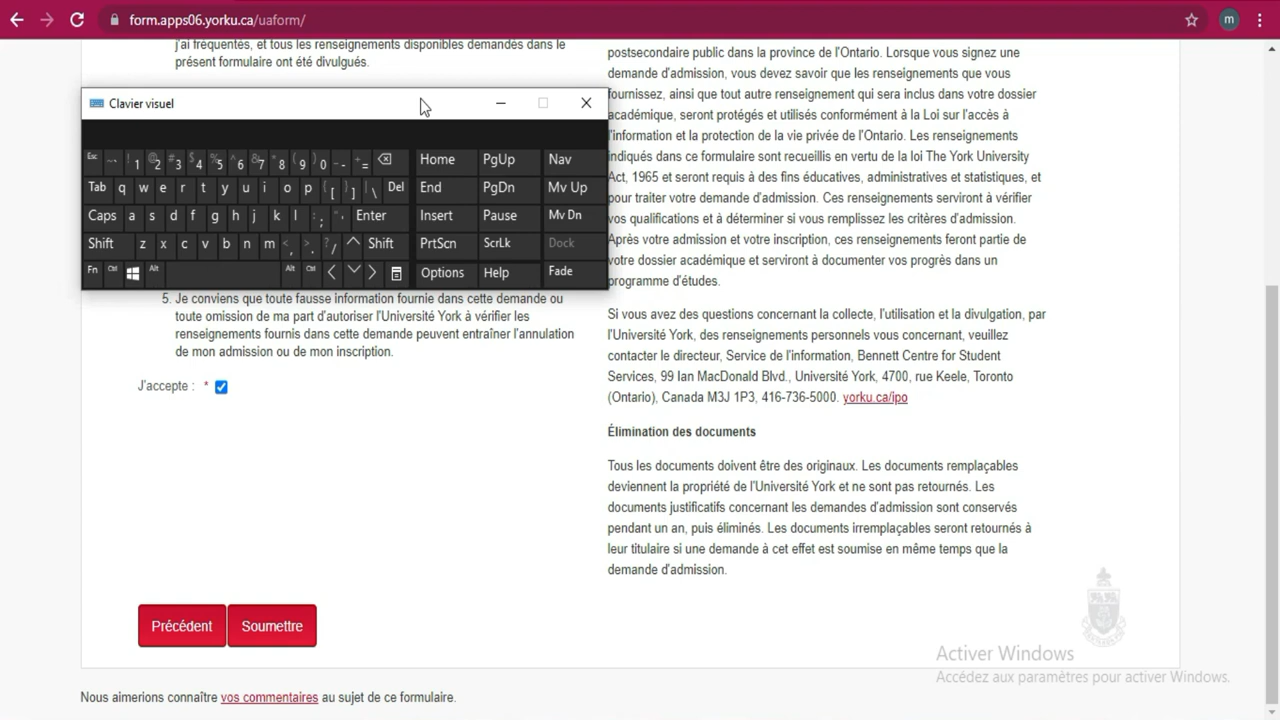 form.apps06.yorku.ca/uaform/
m
j'ai fréquentés, et tous les renseignements disponibles demandés dans le
présent formulaire ont été divulgués.
Clavier visuel
Esc ~ ` ! 1 @ 2 # 3 $ 4 % 5 ^ 6 & 7 * 8 ( 9 ) 0 _ - + = Home PgUp Nav
Tab q w e r t y u i o p { [ } ] | \ Del End PgDn Mv Up
Caps a s d f g h j k l : ; " ' Enter Insert Pause Mv Dn
Shift z x c v b n m < , > . ? / Shift PrtScn ScrLk Dock
Fn Ctrl Alt Alt Ctrl Options Help Fade
5. Je conviens que toute fausse information fournie dans cette demande ou
toute omission de ma part d'autoriser l'Université York à vérifier les
renseignements fournis dans cette demande peuvent entraîner l'annulation
de mon admission ou de mon inscription.
J'accepte : *
postsecondaire public dans la province de l'Ontario. Lorsque vous signez une
demande d'admission, vous devez savoir que les renseignements que vous
fournissez, ainsi que tout autre renseignement qui sera inclus dans votre dossier
académique, seront protégés et utilisés conformément à la Loi sur l'accès à
l'information et la protection de la vie privée de l'Ontario. Les renseignements
indiqués dans ce formulaire sont recueillis en vertu de la loi The York University
Act, 1965 et seront requis à des fins éducatives, administratives et statistiques, et
pour traiter votre demande d'admission. Ces renseignements serviront à vérifier
vos qualifications et à déterminer si vous remplissez les critères d'admission.
Après votre admission et votre inscription, ces renseignements feront partie de
votre dossier académique et serviront à documenter vos progrès dans un
programme d'études.
Si vous avez des questions concernant la collecte, l'utilisation et la divulgation, par
l'Université York, des renseignements personnels vous concernant, veuillez
contacter le directeur, Service de l'information, Bennett Centre for Student
Services, 99 Ian MacDonald Blvd., Université York, 4700, rue Keele, Toronto
(Ontario), Canada M3J 1P3, 416-736-5000. yorku.ca/ipo
Élimination des documents
Tous les documents doivent être des originaux. Les documents remplaçables
deviennent la propriété de l'Université York et ne sont pas retournés. Les
documents justificatifs concernant les demandes d'admission sont conservés
pendant un an, puis éliminés. Les documents irremplaçables seront retournés à
leur titulaire si une demande à cet effet est soumise en même temps que la
demande d'admission.
Précédent Soumettre
Activer Windows
Accédez aux paramètres pour activer Windows.
Nous aimerions connaître vos commentaires au sujet de ce formulaire.